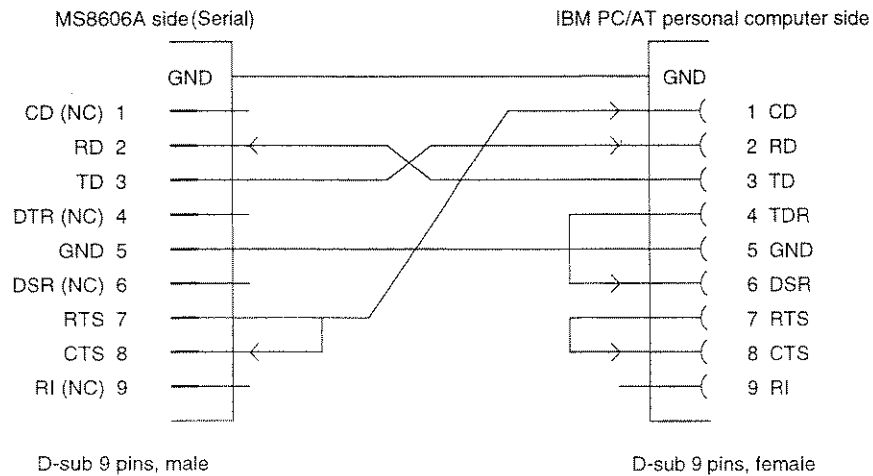 MS8606A side (Serial)
IBM PC/AT personal computer side
GND
GND
CD (NC) 1
1 CD
RD 2
2 RD
TD 3
3 TD
DTR (NC) 4
4 TDR
GND 5
5 GND
DSR (NC) 6
6 DSR
RTS 7
7 RTS
CTS 8
8 CTS
RI (NC) 9
9 RI
D-sub 9 pins, male
D-sub 9 pins, female